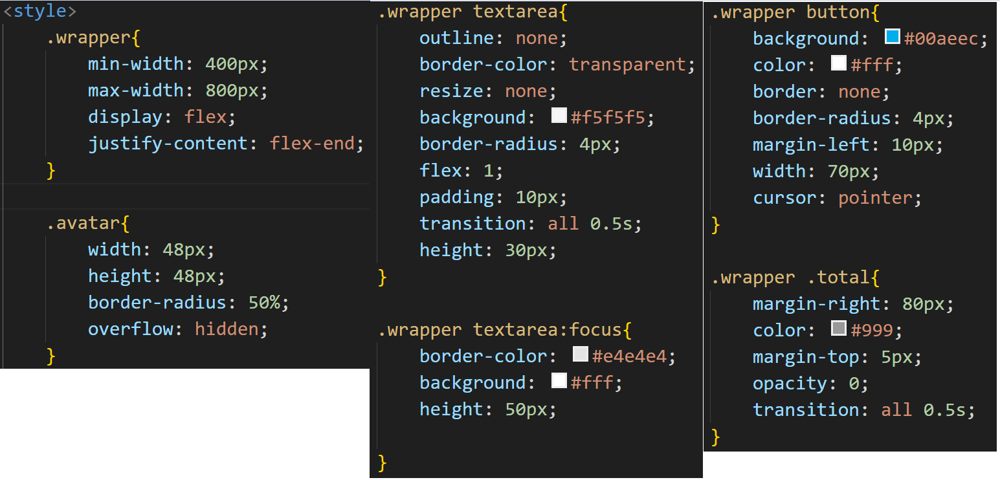 <style>
.wrapper{
min-width: 400px;
max-width: 800px;
display: flex;
justify-content: flex-end;
}
.avatar{
width: 48px;
height: 48px;
border-radius: 50%;
overflow: hidden;
}
.wrapper textarea{
outline: none;
border-color: transparent;
resize: none;
background: #f5f5f5;
border-radius: 4px;
flex: 1;
padding: 10px;
transition: all 0.5s;
height: 30px;
}
.wrapper textarea:focus{
border-color: #e4e4e4;
background: #fff;
height: 50px;
}
.wrapper button{
background: #00aeec;
color: #fff;
border: none;
border-radius: 4px;
margin-left: 10px;
width: 70px;
cursor: pointer;
}
.wrapper .total{
margin-right: 80px;
color: #999;
margin-top: 5px;
opacity: 0;
transition: all 0.5s;
}